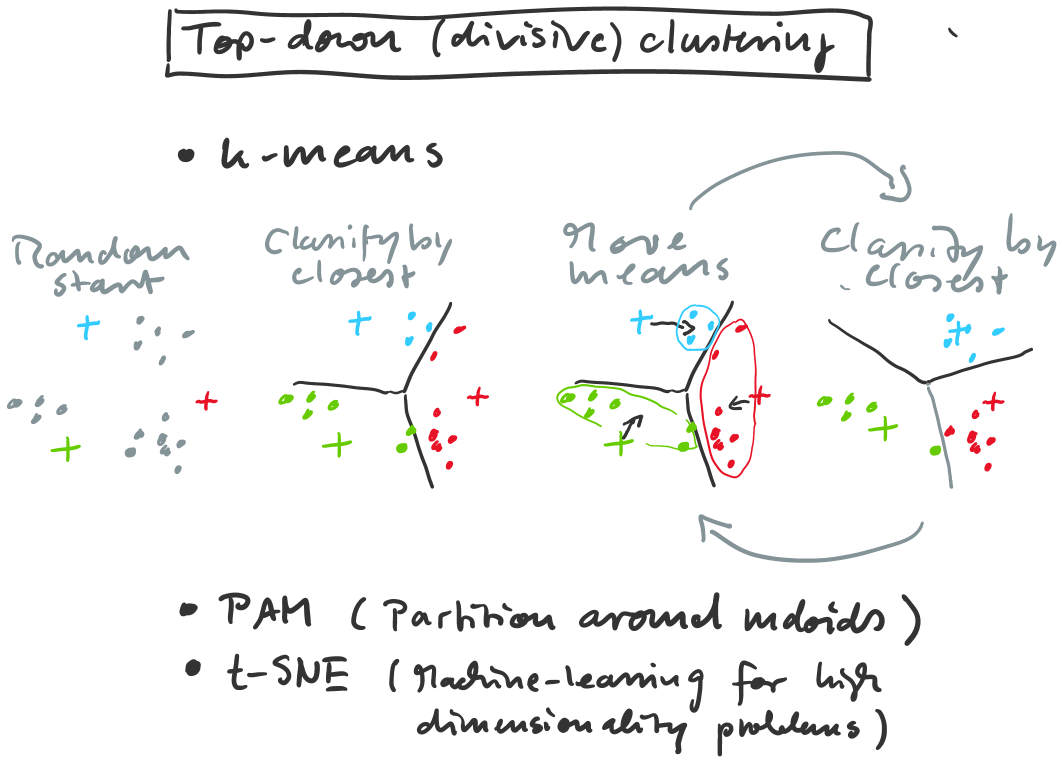 Top-down (divisive) clustering
• k-means
Random
start
Classify by
closest
Move
means
Classify by
closest
• PAM (Partition around mdoids)
• t-SNE (Machine-learning for high
dimensionality problems)